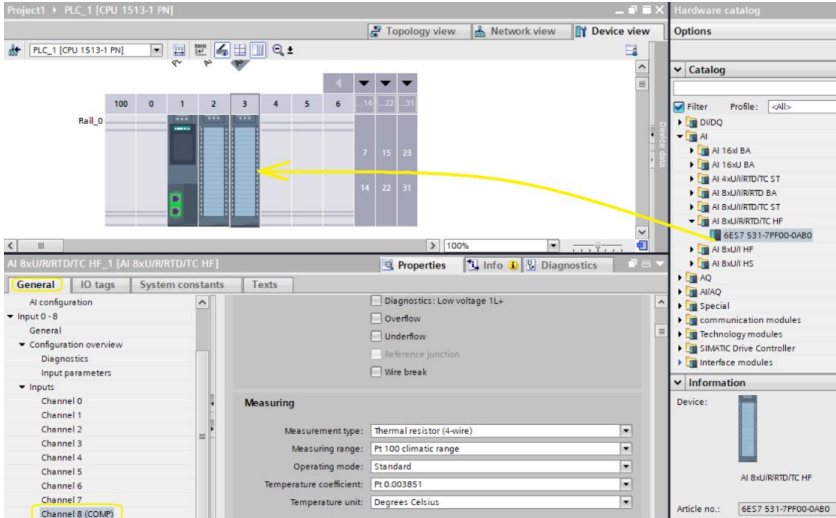 Project1 ▸ PLC_1 [CPU 1513-1 PN]
Topology view
Network view
Device view
PLC_1 [CPU 1513-1 PN]
100 0 1 2 3 4 5 6 ...14 ...22 ...31
Rail_0
7 15 23
14 22 31
Device data
100%
AI 8xU/R/RTD/TC HF_1 [AI 8xU/R/RTD/TC HF]
Properties
Info
Diagnostics
General
IO tags
System constants
Texts
AI configuration
Input 0 - 8
General
Configuration overview
Diagnostics
Input parameters
Inputs
Channel 0
Channel 1
Channel 2
Channel 3
Channel 4
Channel 5
Channel 6
Channel 7
Channel 8 (COMP)
Diagnostics: Low voltage 1L+
Overflow
Underflow
Reference junction
Wire break
Measuring
Measurement type: Thermal resistor (4-wire)
Measuring range: Pt 100 climatic range
Operating mode: Standard
Temperature coefficient: Pt 0.003851
Temperature unit: Degrees Celsius
Hardware catalog
Options
Catalog
Filter Profile: <All>
DI/DQ
AI
AI 16xI BA
AI 16xU BA
AI 4xU/I/RTD/TC ST
AI 8xU/I/R/RTD BA
AI 8xU/I/RTD/TC ST
AI 8xU/R/RTD/TC HF
6ES7 531-7PF00-0AB0
AI 8xU/I HF
AI 8xU/I HS
AQ
AI/AQ
Special
communication modules
Technology modules
SIMATIC Drive Controller
Interface modules
Information
Device:
AI 8xU/R/RTD/TC HF
Article no.: 6ES7 531-7PF00-0AB0